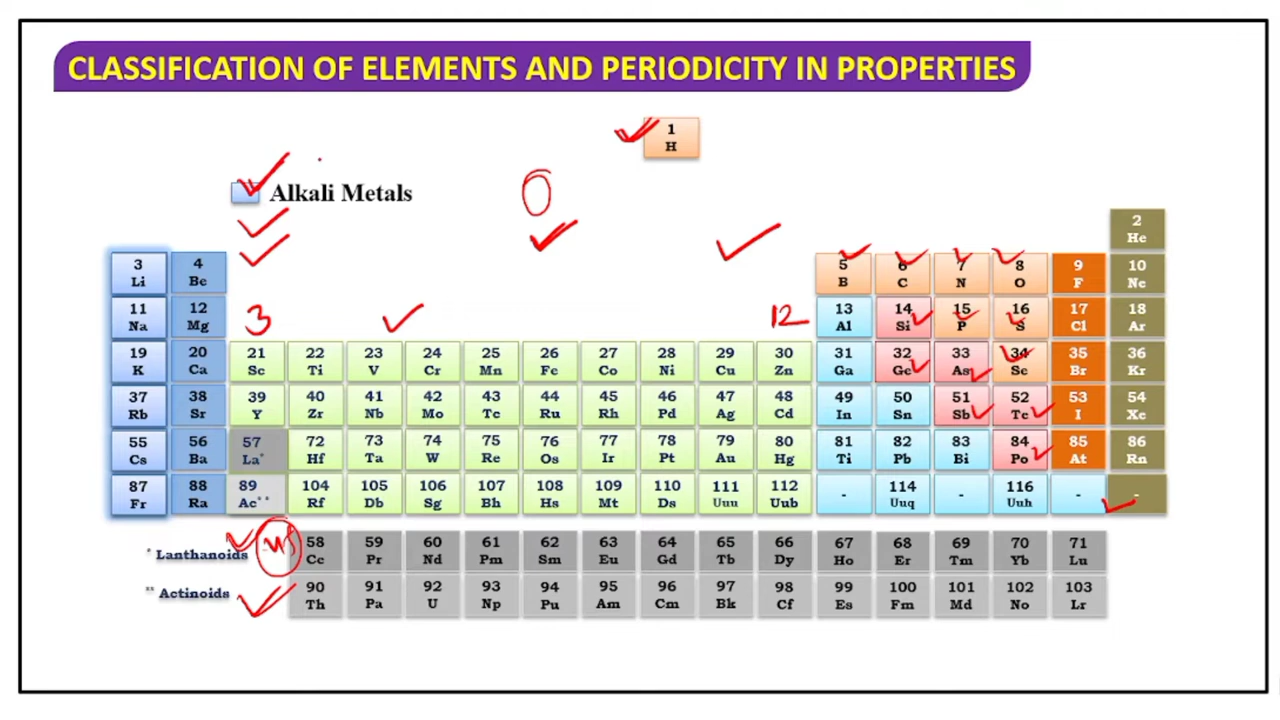 CLASSIFICATION OF ELEMENTS AND PERIODICITY IN PROPERTIES
1
H
Alkali Metals
0
2
He
3 4 5 6 7 8 9 10
Li Be B C N O F Ne
11 12 3 12 13 14 15 16 17 18
Na Mg Al Si P S Cl Ar
19 20 21 22 23 24 25 26 27 28 29 30 31 32 33 34 35 36
K Ca Sc Ti V Cr Mn Fe Co Ni Cu Zn Ga Ge As Se Br Kr
37 38 39 40 41 42 43 44 45 46 47 48 49 50 51 52 53 54
Rb Sr Y Zr Nb Mo Tc Ru Rh Pd Ag Cd In Sn Sb Te I Xe
55 56 57 72 73 74 75 76 77 78 79 80 81 82 83 84 85 86
Cs Ba La* Hf Ta W Re Os Ir Pt Au Hg Ti Pb Bi Po At Rn
87 88 89 104 105 106 107 108 109 110 111 112 - 114 - 116 - -
Fr Ra Ac** Rf Db Sg Bh Hs Mt Ds Uuu Uub Uuq Uuh
58 59 60 61 62 63 64 65 66 67 68 69 70 71
* Lanthanoids Ce Pr Nd Pm Sm Eu Gd Tb Dy Ho Er Tm Yb Lu
90 91 92 93 94 95 96 97 98 99 100 101 102 103
** Actinoids Th Pa U Np Pu Am Cm Bk Cf Es Fm Md No Lr